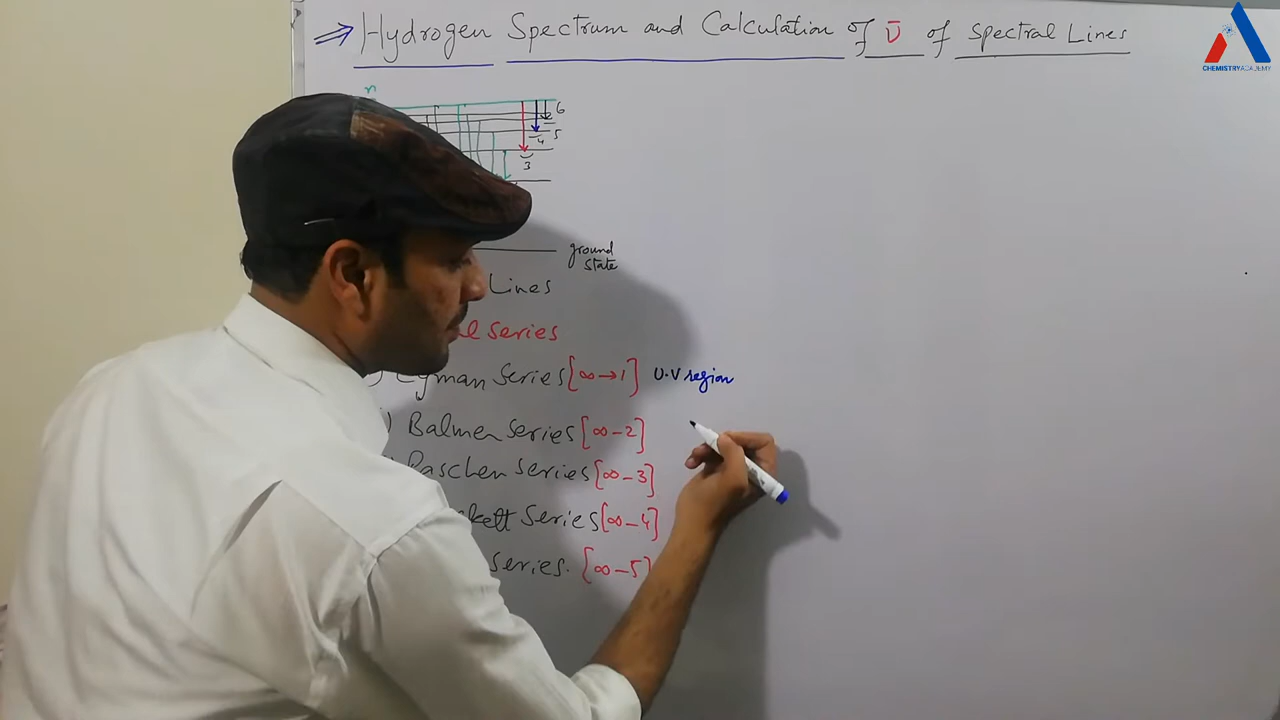 ⇒ Hydrogen Spectrum and Calculation of ν̄ of Spectral Lines
CHEMISTRY ACADEMY
n
6
5
4
3
ground
state
Lines
series
Lyman Series [∞→1] U.V region
) Balmer Series [∞-2]
Paschen Series [∞-3]
kett Series [∞-4]
series. [∞-5]